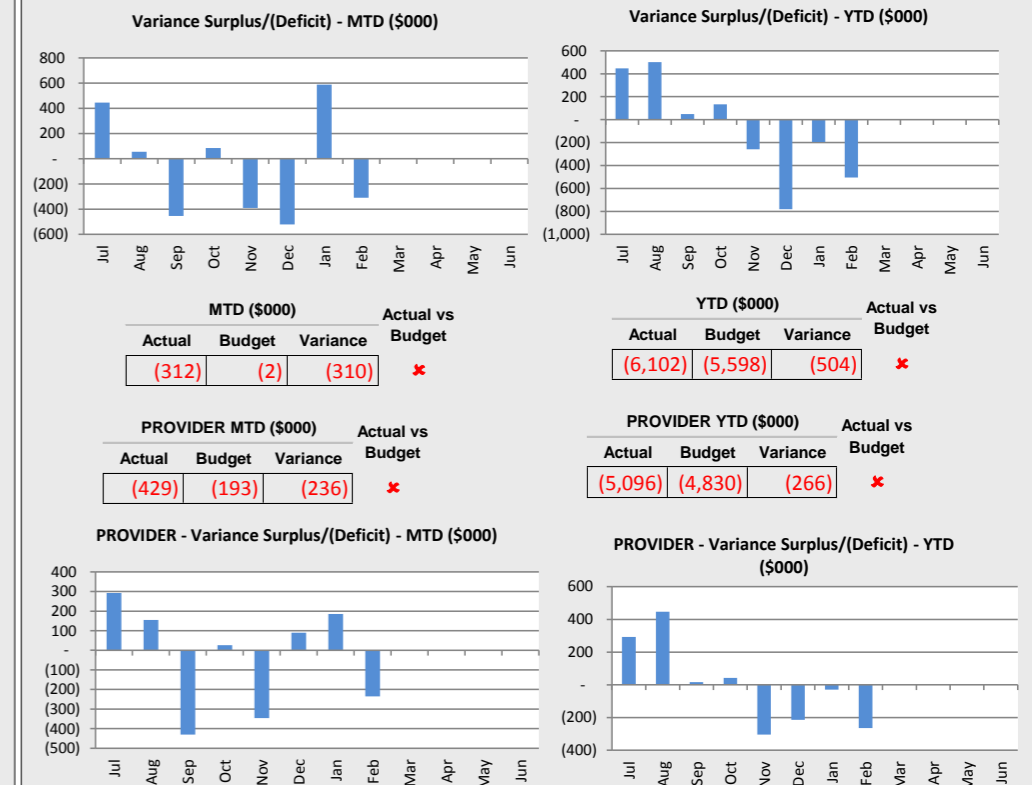 Variance Surplus/(Deficit) - MTD ($000)
800
600
400
200
-
(200)
(400)
(600)
Jul Aug Sep Oct Nov Dec Jan Feb Mar Apr May Jun
Variance Surplus/(Deficit) - YTD ($000)
600
400
200
-
(200)
(400)
(600)
(800)
(1,000)
Jul Aug Sep Oct Nov Dec Jan Feb Mar Apr May Jun
MTD ($000)
Actual vs
Budget
Actual Budget Variance
(312) (2) (310) ✘
YTD ($000)
Actual vs
Budget
Actual Budget Variance
(6,102) (5,598) (504) ✘
PROVIDER MTD ($000)
Actual vs
Budget
Actual Budget Variance
(429) (193) (236) ✘
PROVIDER YTD ($000)
Actual vs
Budget
Actual Budget Variance
(5,096) (4,830) (266) ✘
PROVIDER - Variance Surplus/(Deficit) - MTD ($000)
400
300
200
100
-
(100)
(200)
(300)
(400)
(500)
Jul Aug Sep Oct Nov Dec Jan Feb Mar Apr May Jun
PROVIDER - Variance Surplus/(Deficit) - YTD
($000)
600
400
200
-
(200)
(400)
Jul Aug Sep Oct Nov Dec Jan Feb Mar Apr May Jun